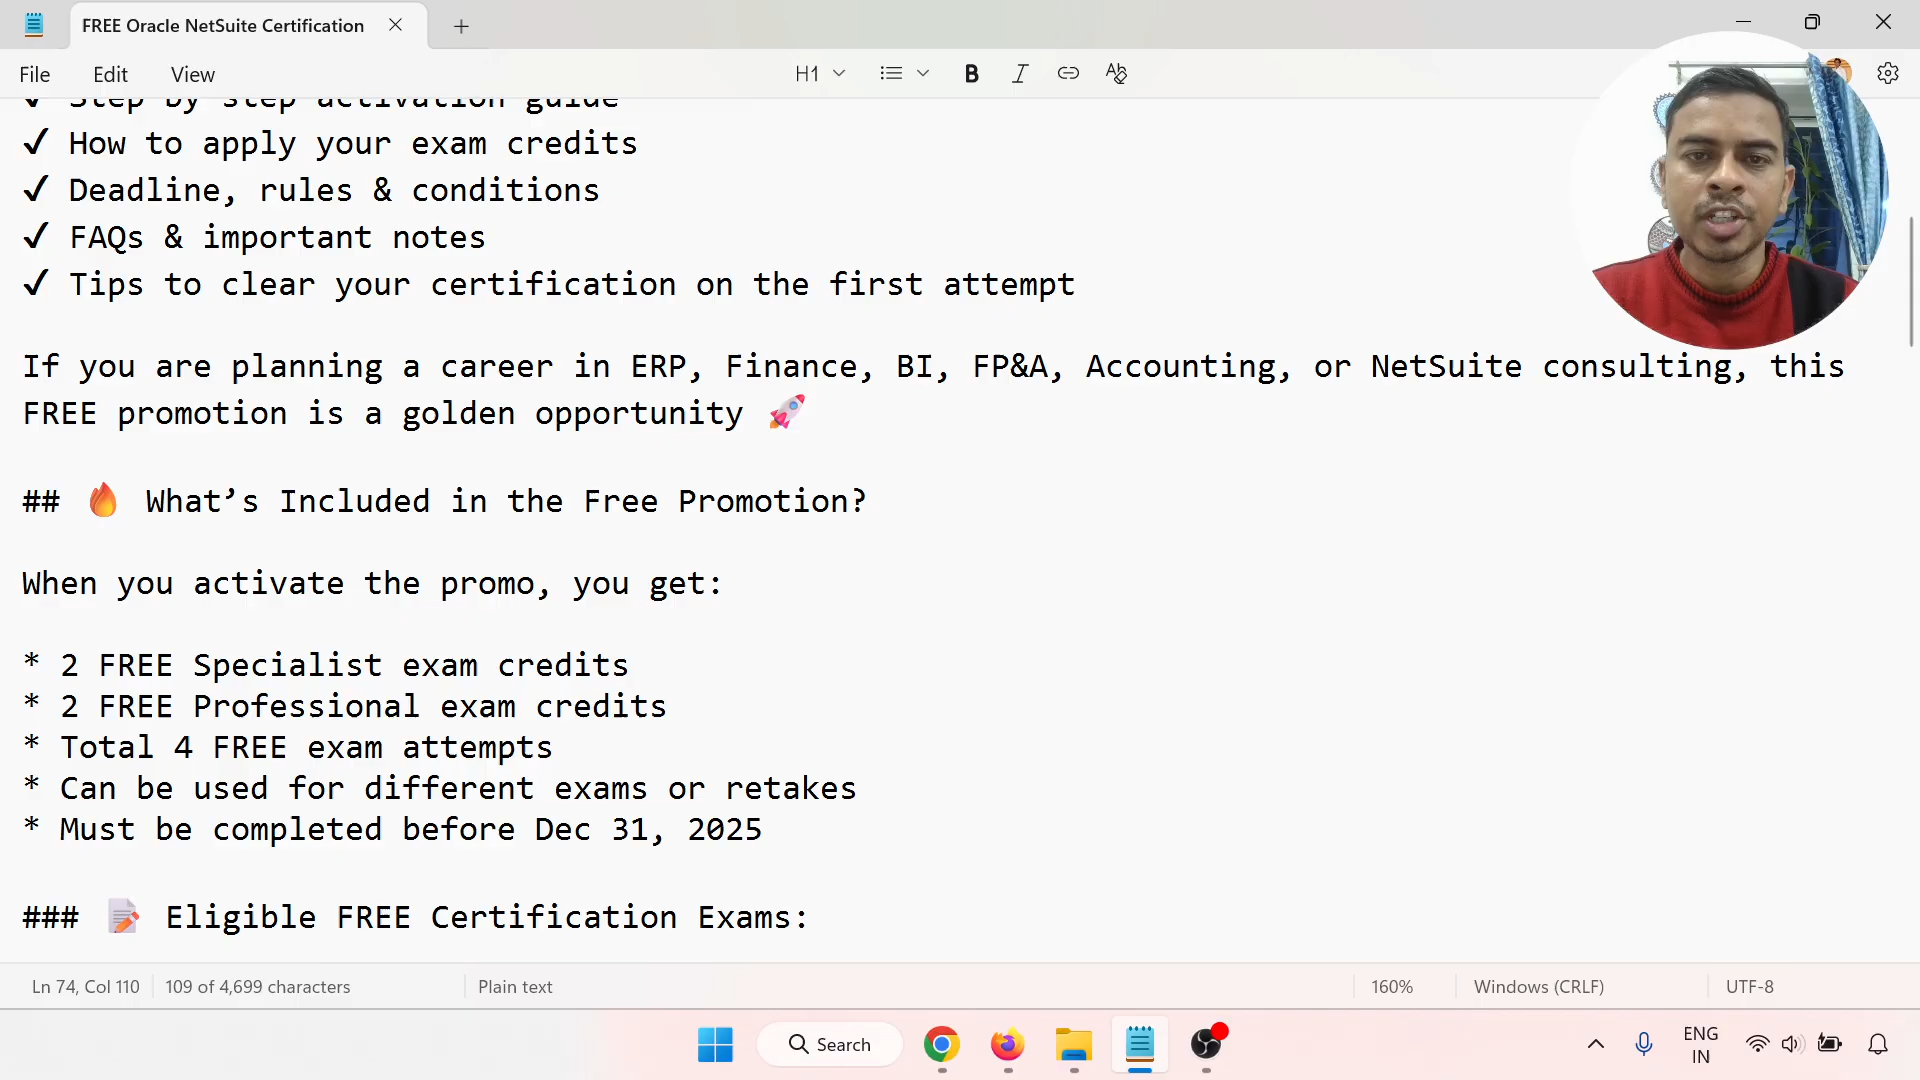 FREE Oracle NetSuite Certification
File Edit View H1 B I
✓ Step by step activation guide
✓ How to apply your exam credits
✓ Deadline, rules & conditions
✓ FAQs & important notes
✓ Tips to clear your certification on the first attempt
If you are planning a career in ERP, Finance, BI, FP&A, Accounting, or NetSuite consulting, this
FREE promotion is a golden opportunity 🚀
## 🔥 What’s Included in the Free Promotion?
When you activate the promo, you get:
* 2 FREE Specialist exam credits
* 2 FREE Professional exam credits
* Total 4 FREE exam attempts
* Can be used for different exams or retakes
* Must be completed before Dec 31, 2025
### 📝 Eligible FREE Certification Exams:
Ln 74, Col 110 109 of 4,699 characters Plain text 160% Windows (CRLF) UTF-8
Search ENG
IN